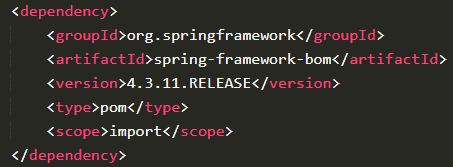 <dependency>
    <groupId>org.springframework</groupId>
    <artifactId>spring-framework-bom</artifactId>
    <version>4.3.11.RELEASE</version>
    <type>pom</type>
    <scope>import</scope>
</dependency>